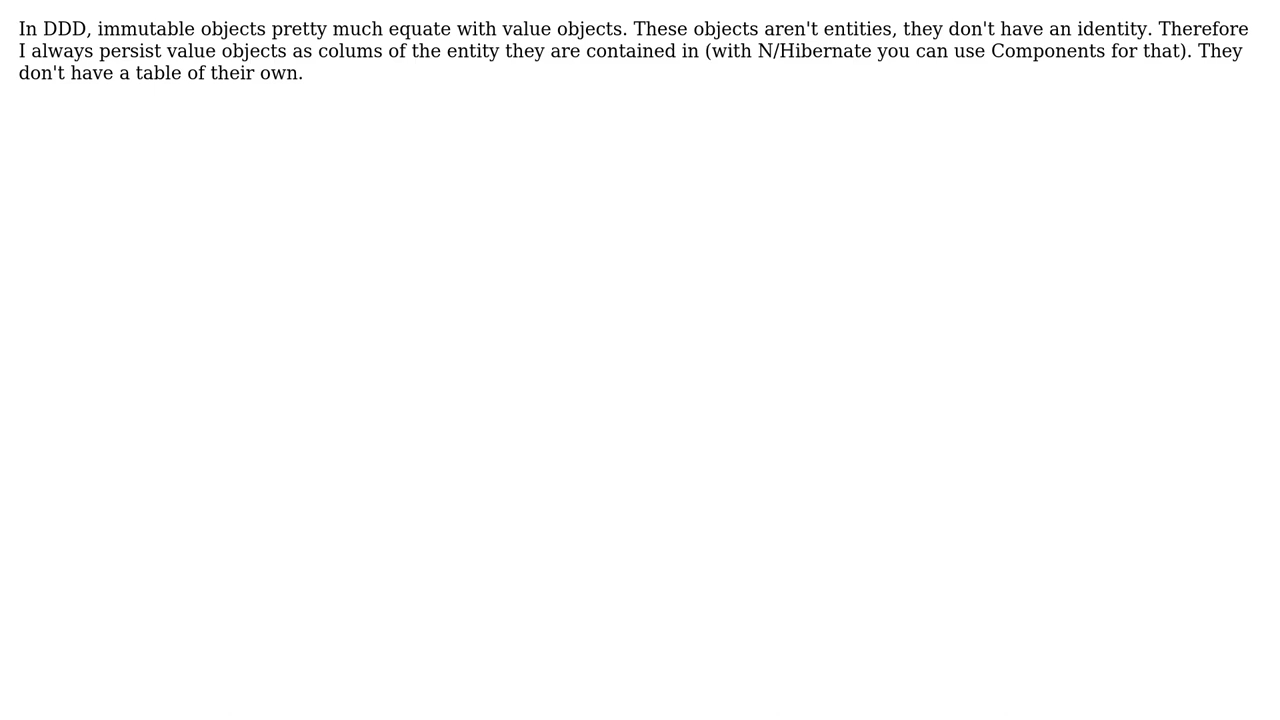 In DDD, immutable objects pretty much equate with value objects. These objects aren't entities, they don't have an identity. Therefore
I always persist value objects as colums of the entity they are contained in (with N/Hibernate you can use Components for that). They
don't have a table of their own.